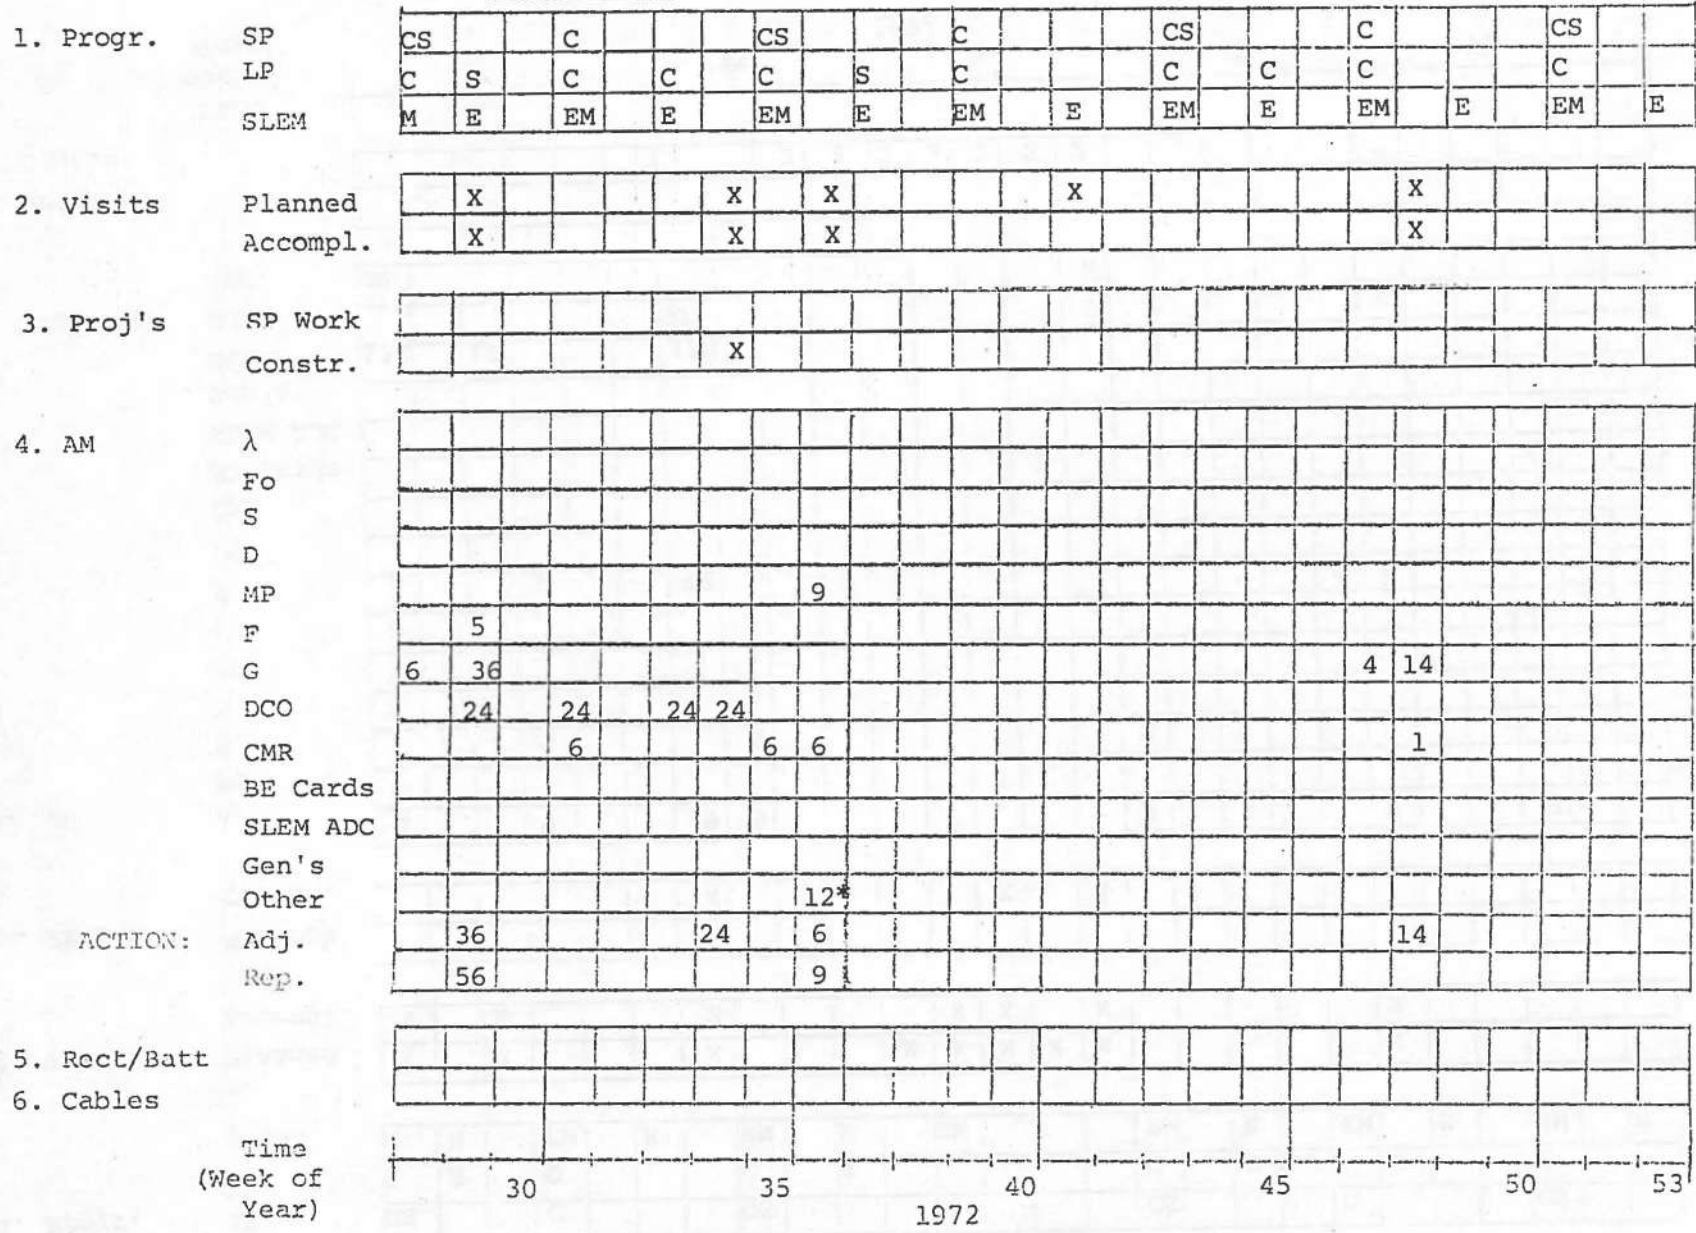 1. Progr. SP CS C CS C CS C CS
LP C S C C C S C C C C C
SLEM M E EM E EM E EM E EM E EM E EM E
2. Visits Planned X X X X X
Accompl. X X X X
3. Proj's SP Work
Constr. X
4. AM λ
Fo
S
D
MP 9
F 5
G 6 36 4 14
DCO 24 24 24 24
CMR 6 6 6 1
BE Cards
SLEM ADC
Gen's
Other 12*
ACTION: Adj. 36 24 6 14
Rep. 56 9
5. Rect/Batt
6. Cables
Time
(Week of 30 35 40 45 50 53
Year) 1972